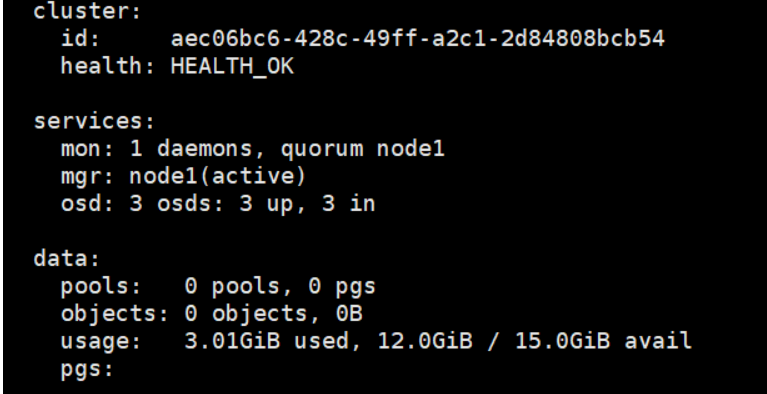 cluster:
id: aec06bc6-428c-49ff-a2c1-2d84808bcb54
health: HEALTH_OK
services:
mon: 1 daemons, quorum node1
mgr: node1(active)
osd: 3 osds: 3 up, 3 in
data:
pools: 0 pools, 0 pgs
objects: 0 objects, 0B
usage: 3.01GiB used, 12.0GiB / 15.0GiB avail
pgs: